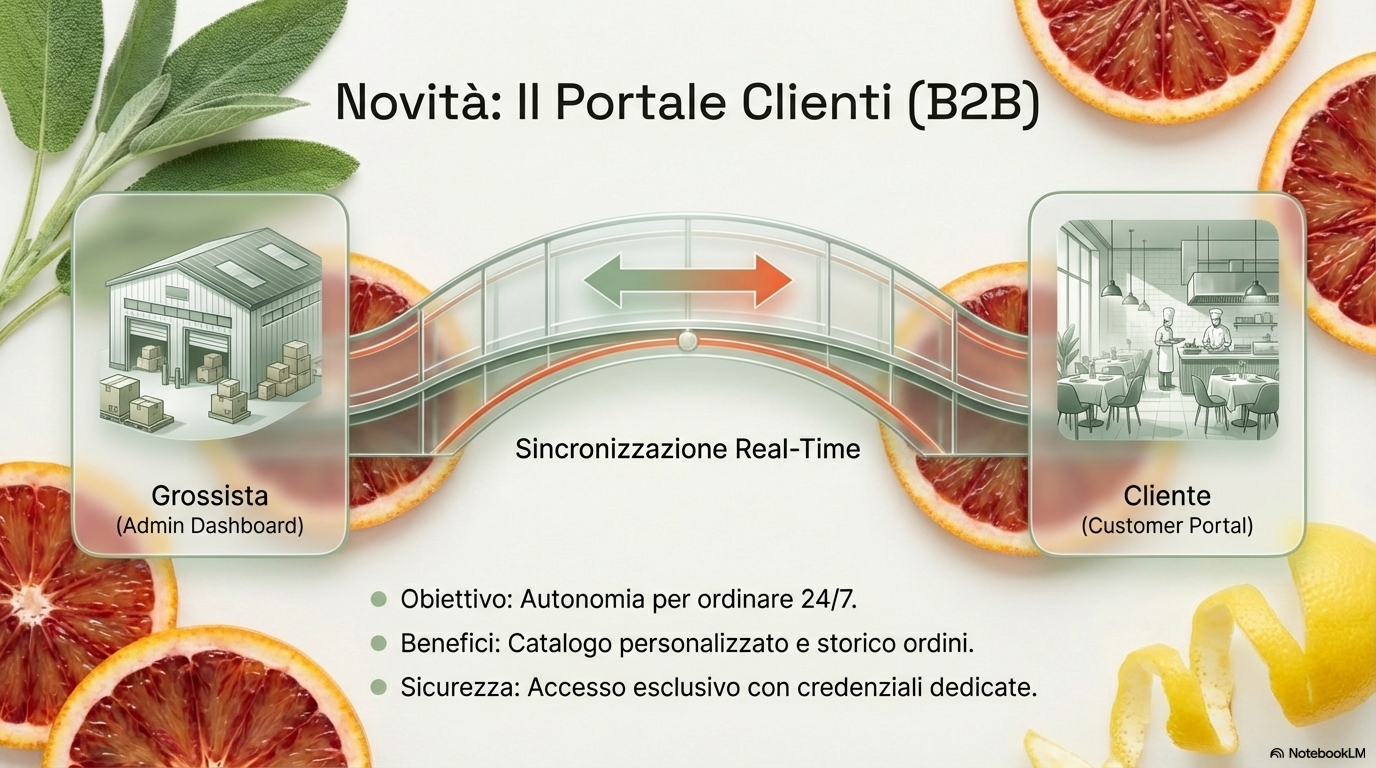 Novità: Il Portale Clienti (B2B)
Sincronizzazione Real-Time
Grossista
(Admin Dashboard)
Cliente
(Customer Portal)
Obiettivo: Autonomia per ordinare 24/7.
Benefici: Catalogo personalizzato e storico ordini.
Sicurezza: Accesso esclusivo con credenziali dedicate.
NotebookLM